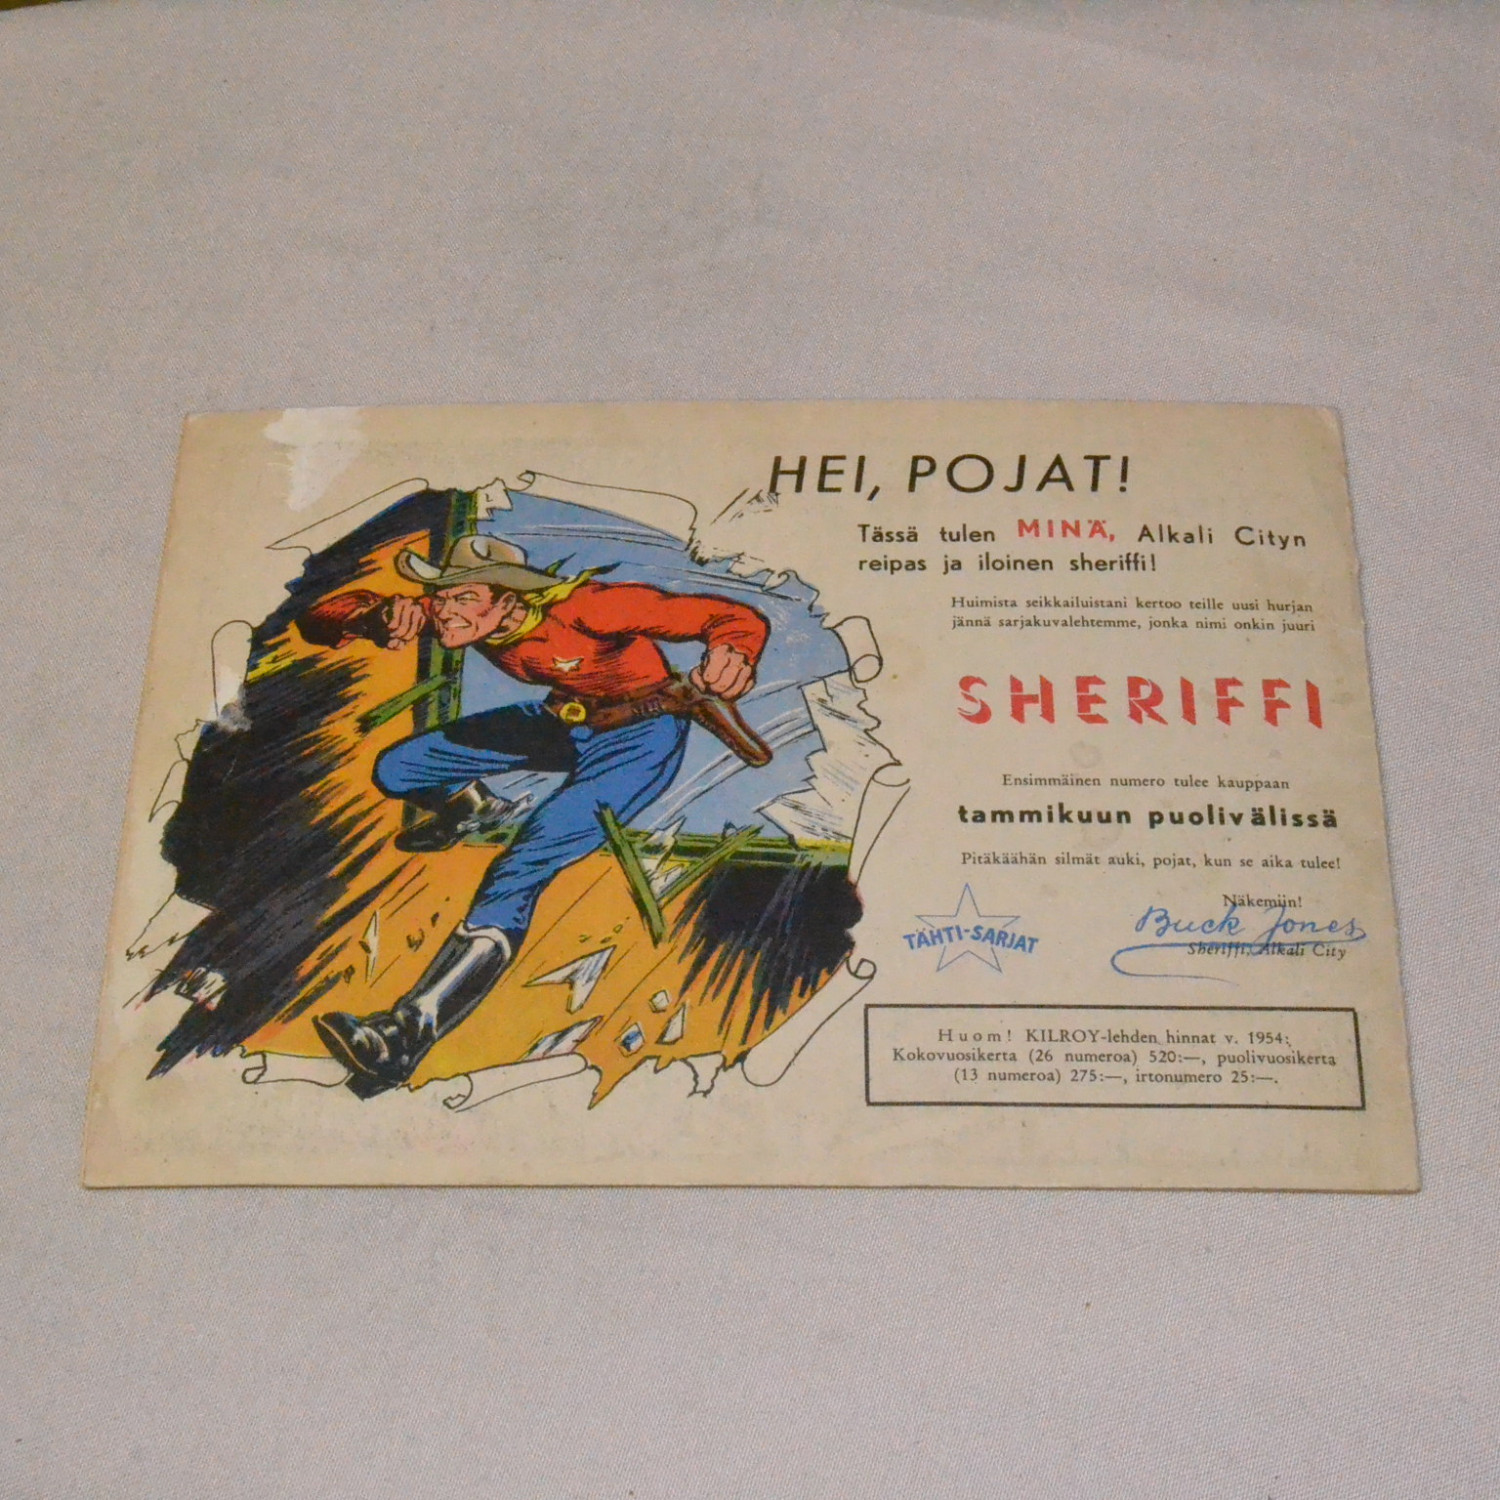 HEI, POJAT!
Tässä tulen MINÄ, Alkali Cityn
reipas ja iloinen sheriffi!
Huimista seikkailuistani kertoo teille uusi hurjan
jännä sarjakuvalehtemme, jonka nimi onkin juuri
SHERIFFI
Ensimmäinen numero tulee kauppaan
tammikuun puolivälissä
Pitäkäähän silmät auki, pojat, kun se aika tulee!
Näkemiin!
Buck Jones
Sheriffi, Alkali City
TÄHTI-SARJAT
Huom! KILROY-lehden hinnat v. 1954:
Kokovuosikerta (26 numeroa) 520:—, puolivuosikerta
(13 numeroa) 275:—, irtonumero 25:—.